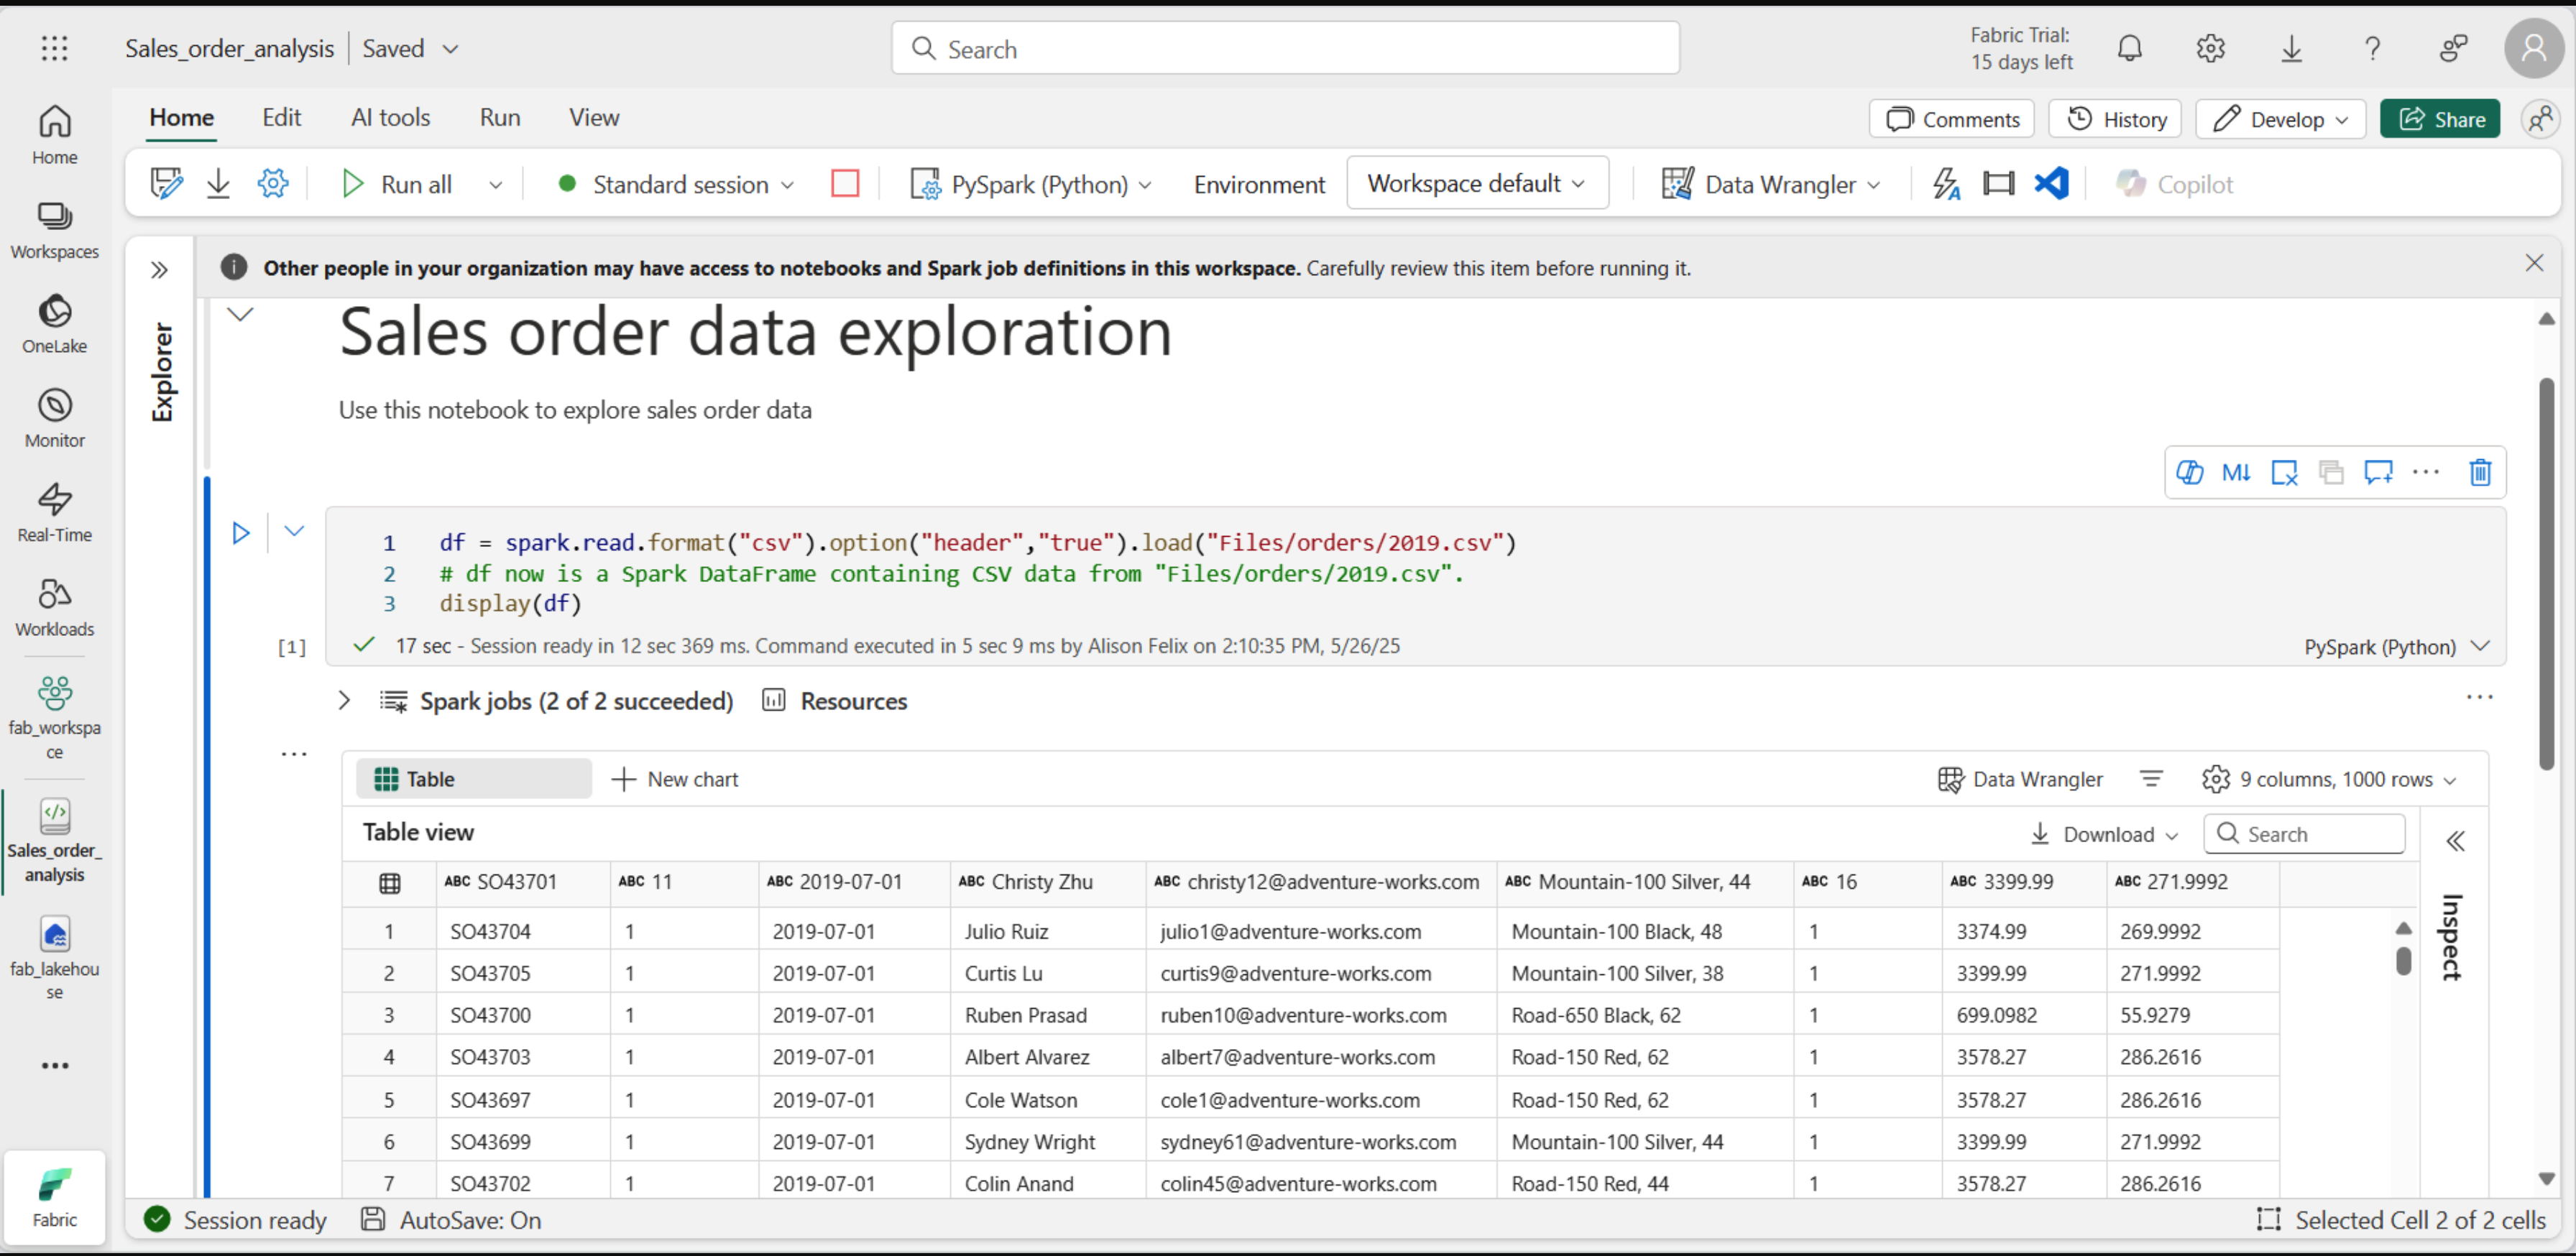 Sales_order_analysis | Saved
Search
Fabric Trial:
15 days left
Home Edit AI tools Run View
Comments History Develop Share
Run all Standard session PySpark (Python) Environment Workspace default Data Wrangler Copilot
Home
Workspaces
OneLake
Monitor
Real-Time
Workloads
fab_workspa
ce
Sales_order_
analysis
fab_lakehou
se
Fabric
Explorer
Other people in your organization may have access to notebooks and Spark job definitions in this workspace. Carefully review this item before running it.
Sales order data exploration
Use this notebook to explore sales order data
M↓
1 df = spark.read.format("csv").option("header","true").load("Files/orders/2019.csv")
2 # df now is a Spark DataFrame containing CSV data from "Files/orders/2019.csv".
3 display(df)
[1] 17 sec - Session ready in 12 sec 369 ms. Command executed in 5 sec 9 ms by Alison Felix on 2:10:35 PM, 5/26/25 PySpark (Python)
Spark jobs (2 of 2 succeeded) Resources
Table New chart Data Wrangler 9 columns, 1000 rows
Table view Download Search
Inspect
ABC SO43701 ABC 11 ABC 2019-07-01 ABC Christy Zhu ABC christy12@adventure-works.com ABC Mountain-100 Silver, 44 ABC 16 ABC 3399.99 ABC 271.9992
1 SO43704 1 2019-07-01 Julio Ruiz julio1@adventure-works.com Mountain-100 Black, 48 1 3374.99 269.9992
2 SO43705 1 2019-07-01 Curtis Lu curtis9@adventure-works.com Mountain-100 Silver, 38 1 3399.99 271.9992
3 SO43700 1 2019-07-01 Ruben Prasad ruben10@adventure-works.com Road-650 Black, 62 1 699.0982 55.9279
4 SO43703 1 2019-07-01 Albert Alvarez albert7@adventure-works.com Road-150 Red, 62 1 3578.27 286.2616
5 SO43697 1 2019-07-01 Cole Watson cole1@adventure-works.com Road-150 Red, 62 1 3578.27 286.2616
6 SO43699 1 2019-07-01 Sydney Wright sydney61@adventure-works.com Mountain-100 Silver, 44 1 3399.99 271.9992
7 SO43702 1 2019-07-01 Colin Anand colin45@adventure-works.com Road-150 Red, 44 1 3578.27 286.2616
Session ready AutoSave: On Selected Cell 2 of 2 cells